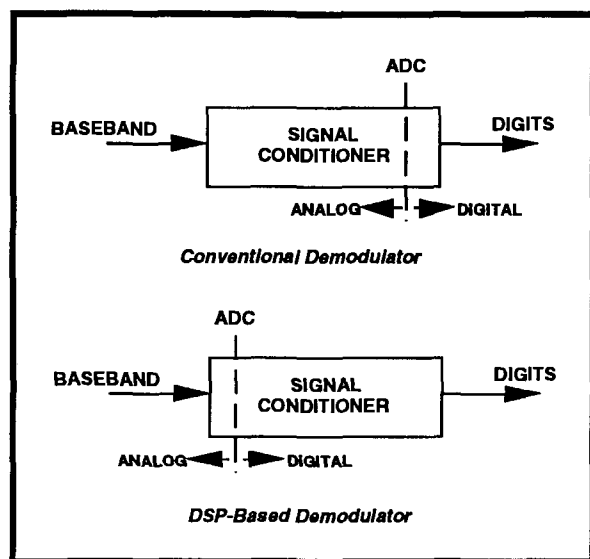 ADC
BASEBAND
SIGNAL
CONDITIONER
DIGITS
ANALOG
DIGITAL
Conventional Demodulator
ADC
BASEBAND
SIGNAL
CONDITIONER
DIGITS
ANALOG
DIGITAL
DSP-Based Demodulator